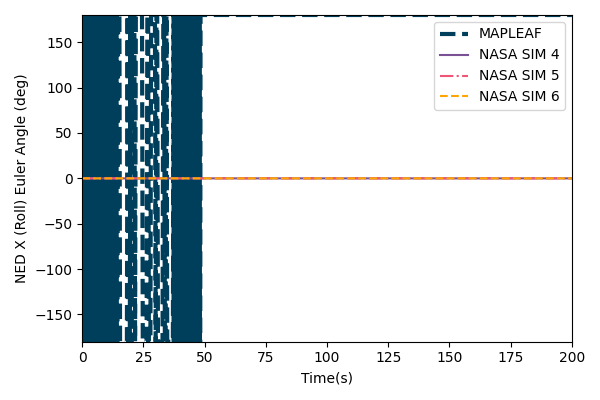 MAPLEAF
NASA SIM 4
NASA SIM 5
NASA SIM 6
NED X (Roll) Euler Angle (deg)
150
100
50
0
−50
−100
−150
0 25 50 75 100 125 150 175 200
Time(s)